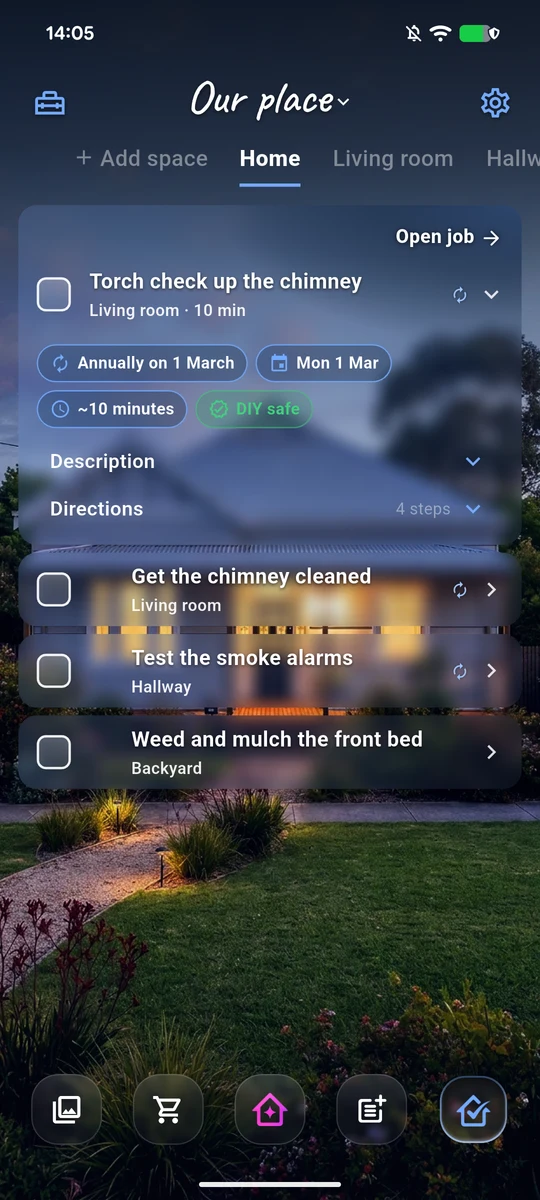 14:05
Our place
+ Add space Home Living room Hallw
Open job →
Torch check up the chimney
Living room · 10 min
Annually on 1 March
Mon 1 Mar
~10 minutes
DIY safe
Description
Directions 4 steps
Get the chimney cleaned
Living room
Test the smoke alarms
Hallway
Weed and mulch the front bed
Backyard